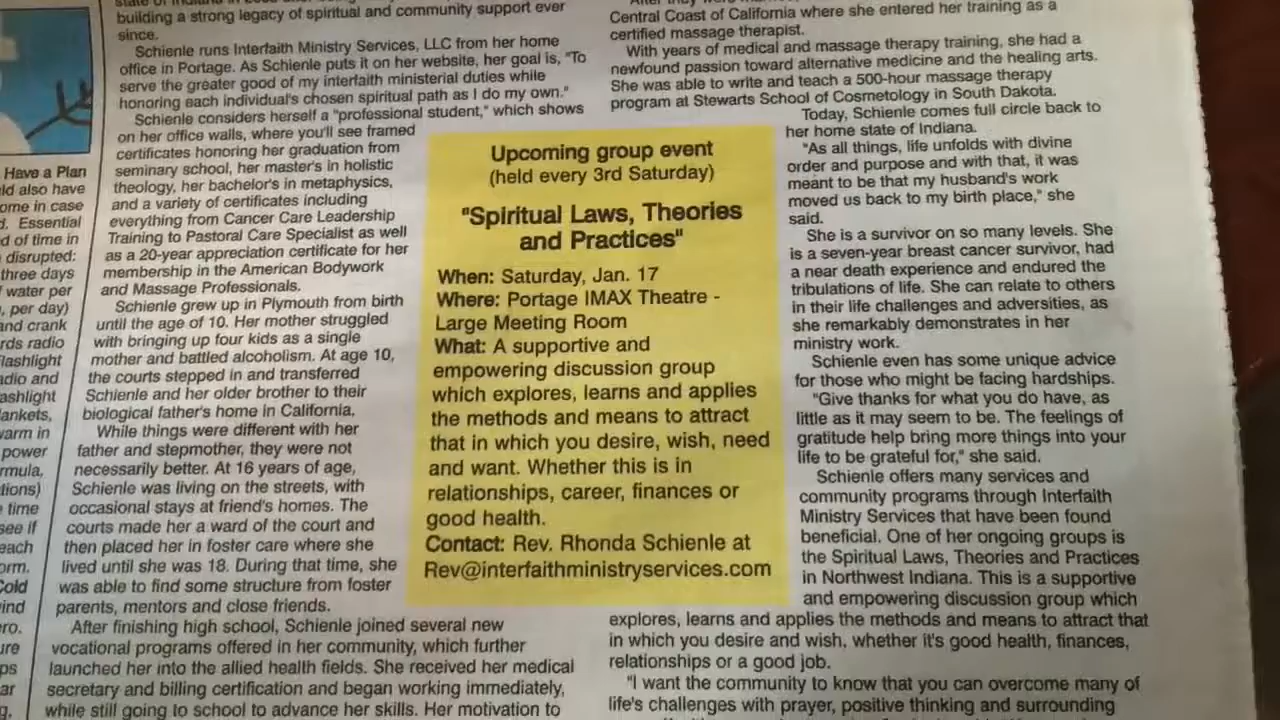 building a strong legacy of spiritual and community support ever
since.
Schienle runs Interfaith Ministry Services, LLC from her home
office in Portage. As Schienle puts it on her website, her goal is, "To
serve the greater good of my interfaith ministerial duties while
honoring each individual's chosen spiritual path as I do my own."
Schienle considers herself a "professional student," which shows
on her office walls, where you'll see framed
certificates honoring her graduation from
seminary school, her master's in holistic
theology, her bachelor's in metaphysics,
and a variety of certificates including
everything from Cancer Care Leadership
Training to Pastoral Care Specialist as well
as a 20-year appreciation certificate for her
membership in the American Bodywork
and Massage Professionals.
Schienle grew up in Plymouth from birth
until the age of 10. Her mother struggled
with bringing up four kids as a single
mother and battled alcoholism. At age 10,
the courts stepped in and transferred
Schienle and her older brother to their
biological father's home in California.
While things were different with her
father and stepmother, they were not
necessarily better. At 16 years of age,
Schienle was living on the streets, with
occasional stays at friend's homes. The
courts made her a ward of the court and
then placed her in foster care where she
lived until she was 18. During that time, she
was able to find some structure from foster
parents, mentors and close friends.
After finishing high school, Schienle joined several new
vocational programs offered in her community, which further
launched her into the allied health fields. She received her medical
secretary and billing certification and began working immediately,
while still going to school to advance her skills. Her motivation to
Upcoming group event
(held every 3rd Saturday)
"Spiritual Laws, Theories
and Practices"
When: Saturday, Jan. 17
Where: Portage IMAX Theatre -
Large Meeting Room
What: A supportive and
empowering discussion group
which explores, learns and applies
the methods and means to attract
that in which you desire, wish, need
and want. Whether this is in
relationships, career, finances or
good health.
Contact: Rev. Rhonda Schienle at
Rev@interfaithministryservices.com
Central Coast of California where she entered her training as a
certified massage therapist.
With years of medical and massage therapy training, she had a
newfound passion toward alternative medicine and the healing arts.
She was able to write and teach a 500-hour massage therapy
program at Stewarts School of Cosmetology in South Dakota.
Today, Schienle comes full circle back to
her home state of Indiana.
"As all things, life unfolds with divine
order and purpose and with that, it was
meant to be that my husband's work
moved us back to my birth place," she
said.
She is a survivor on so many levels. She
is a seven-year breast cancer survivor, had
a near death experience and endured the
tribulations of life. She can relate to others
in their life challenges and adversities, as
she remarkably demonstrates in her
ministry work.
Schienle even has some unique advice
for those who might be facing hardships.
"Give thanks for what you do have, as
little as it may seem to be. The feelings of
gratitude help bring more things into your
life to be grateful for," she said.
Schienle offers many services and
community programs through Interfaith
Ministry Services that have been found
beneficial. One of her ongoing groups is
the Spiritual Laws, Theories and Practices
in Northwest Indiana. This is a supportive
and empowering discussion group which
explores, learns and applies the methods and means to attract that
in which you desire and wish, whether it's good health, finances,
relationships or a good job.
"I want the community to know that you can overcome many of
life's challenges with prayer, positive thinking and surrounding
Have a Plan
also have
in case
Essential
of time in
disrupted:
three days
water per
per day)
and crank
radio
flashlight
and
warm in
power
time
see if
each
Cold